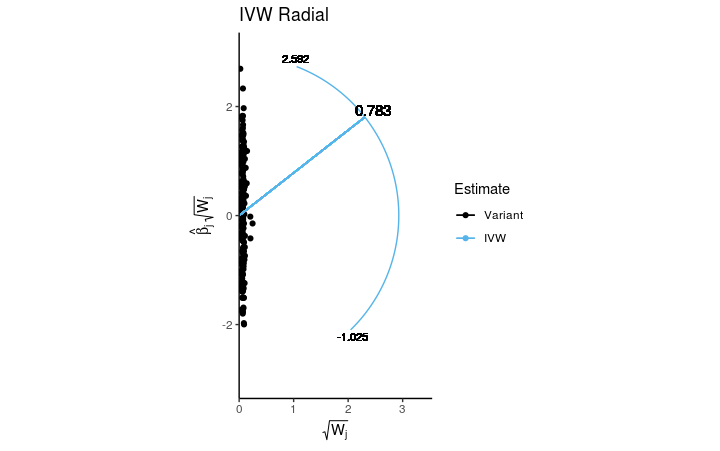 IVW Radial
2.592
0.783
-1.025
2
0
-2
0 1 2 3
β̂ⱼ√Wⱼ
√Wⱼ
Estimate
Variant
IVW